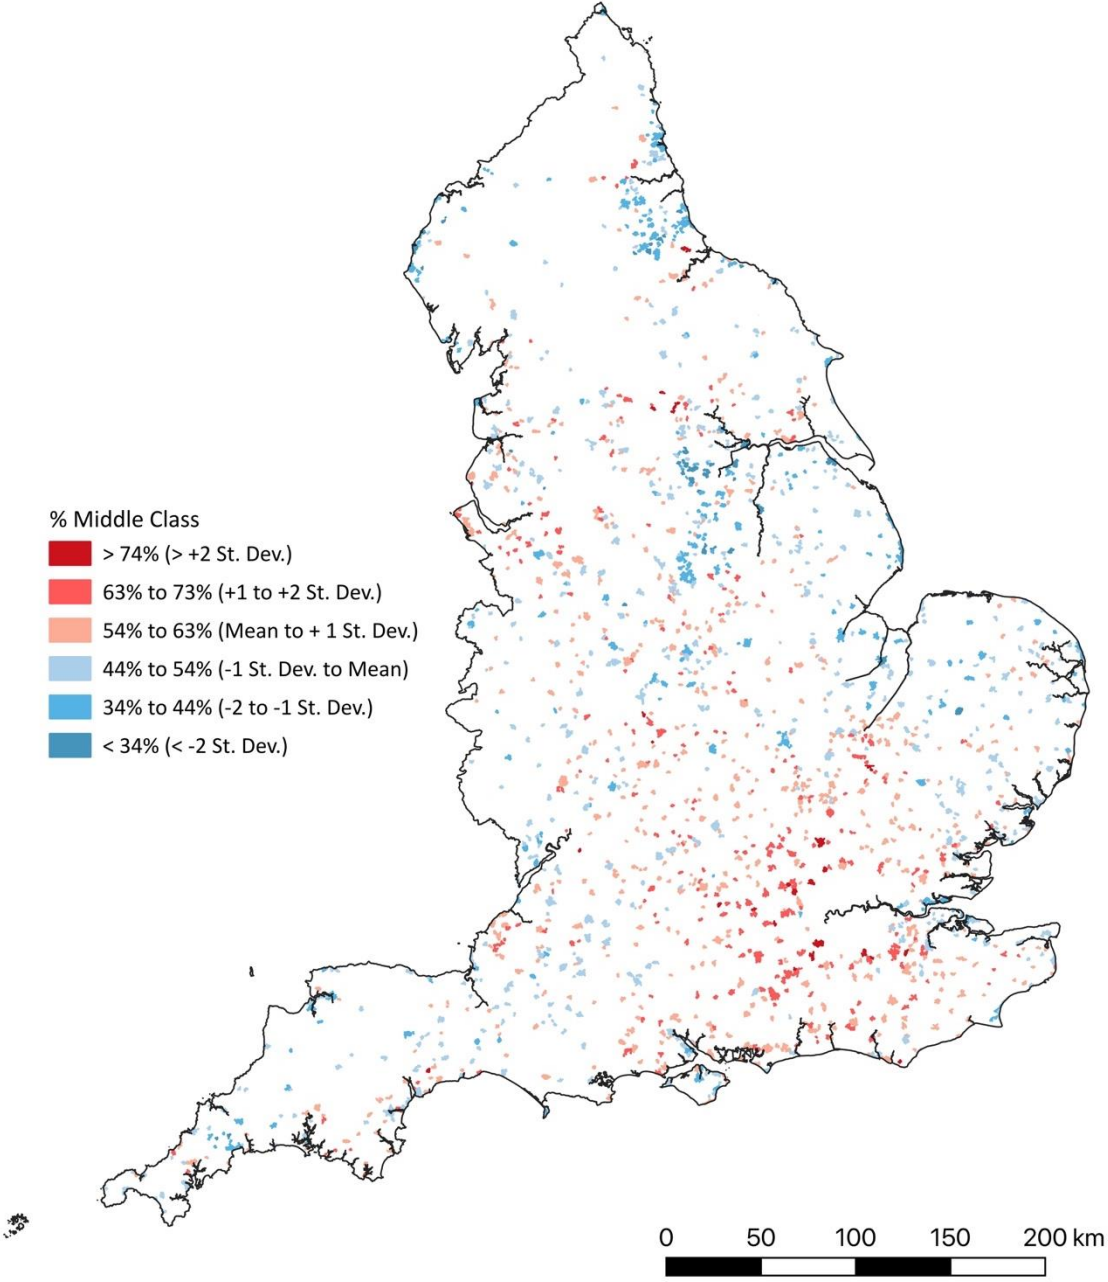 % Middle Class
> 74% (> +2 St. Dev.)
63% to 73% (+1 to +2 St. Dev.)
54% to 63% (Mean to + 1 St. Dev.)
44% to 54% (-1 St. Dev. to Mean)
34% to 44% (-2 to -1 St. Dev.)
< 34% (< -2 St. Dev.)
0 50 100 150 200 km